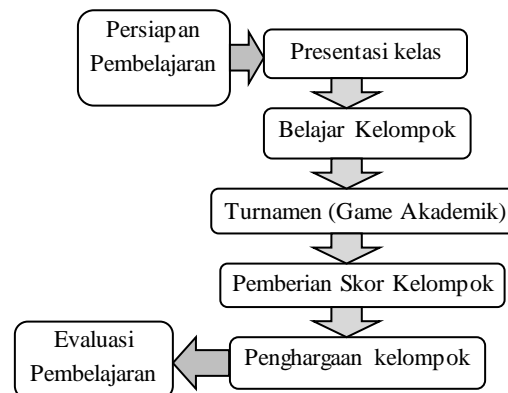 Persiapan
Pembelajaran
Presentasi kelas
Belajar Kelompok
Turnamen (Game Akademik)
Pemberian Skor Kelompok
Penghargaan kelompok
Evaluasi
Pembelajaran